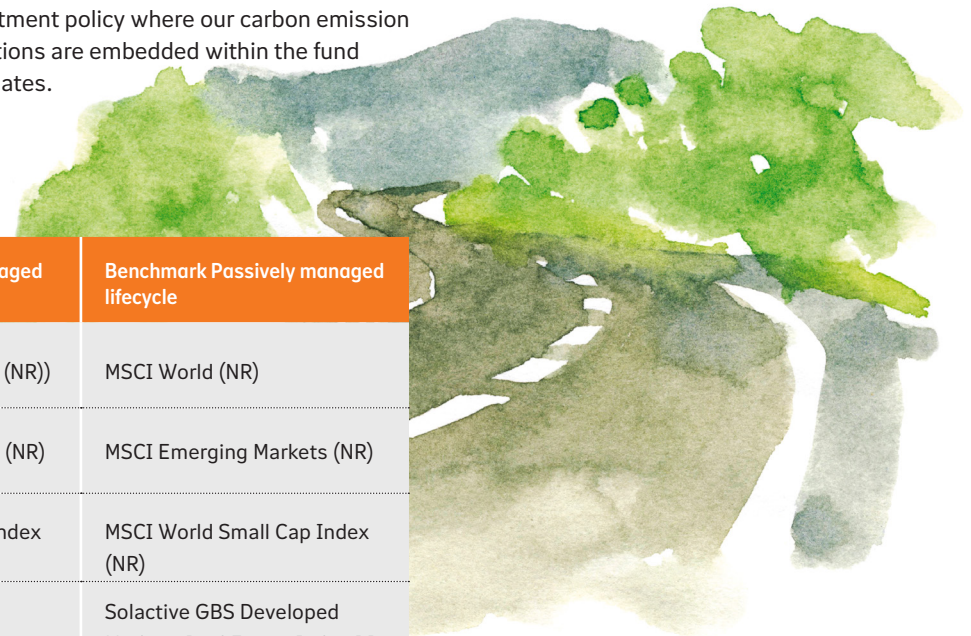 tment policy where our carbon emission
tions are embedded within the fund
ates.
aged
Benchmark Passively managed
lifecycle
(NR))
MSCI World (NR)
(NR)
MSCI Emerging Markets (NR)
ndex
MSCI World Small Cap Index
(NR)
Solactive GBS Developed